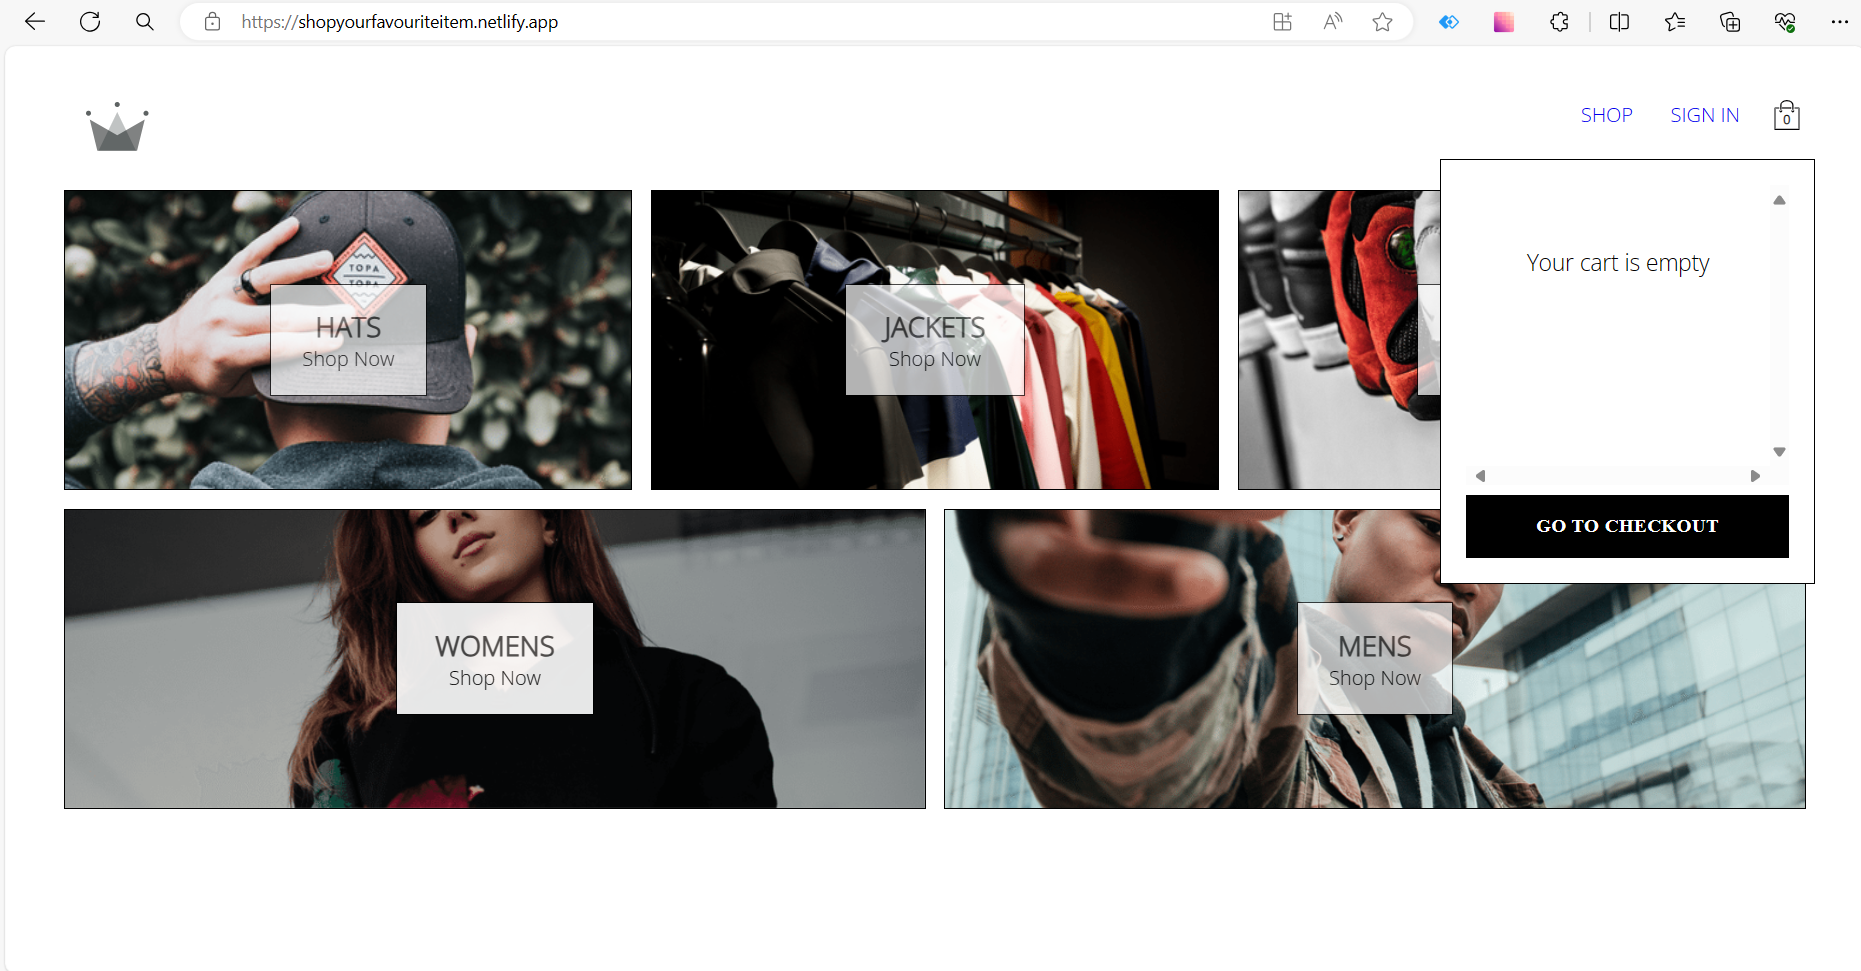 https://shopyourfavouriteitem.netlify.app
SHOP
SIGN IN
0
TOPA
TOPA
HATS
Shop Now
JACKETS
Shop Now
Your cart is empty
GO TO CHECKOUT
WOMENS
Shop Now
MENS
Shop Now